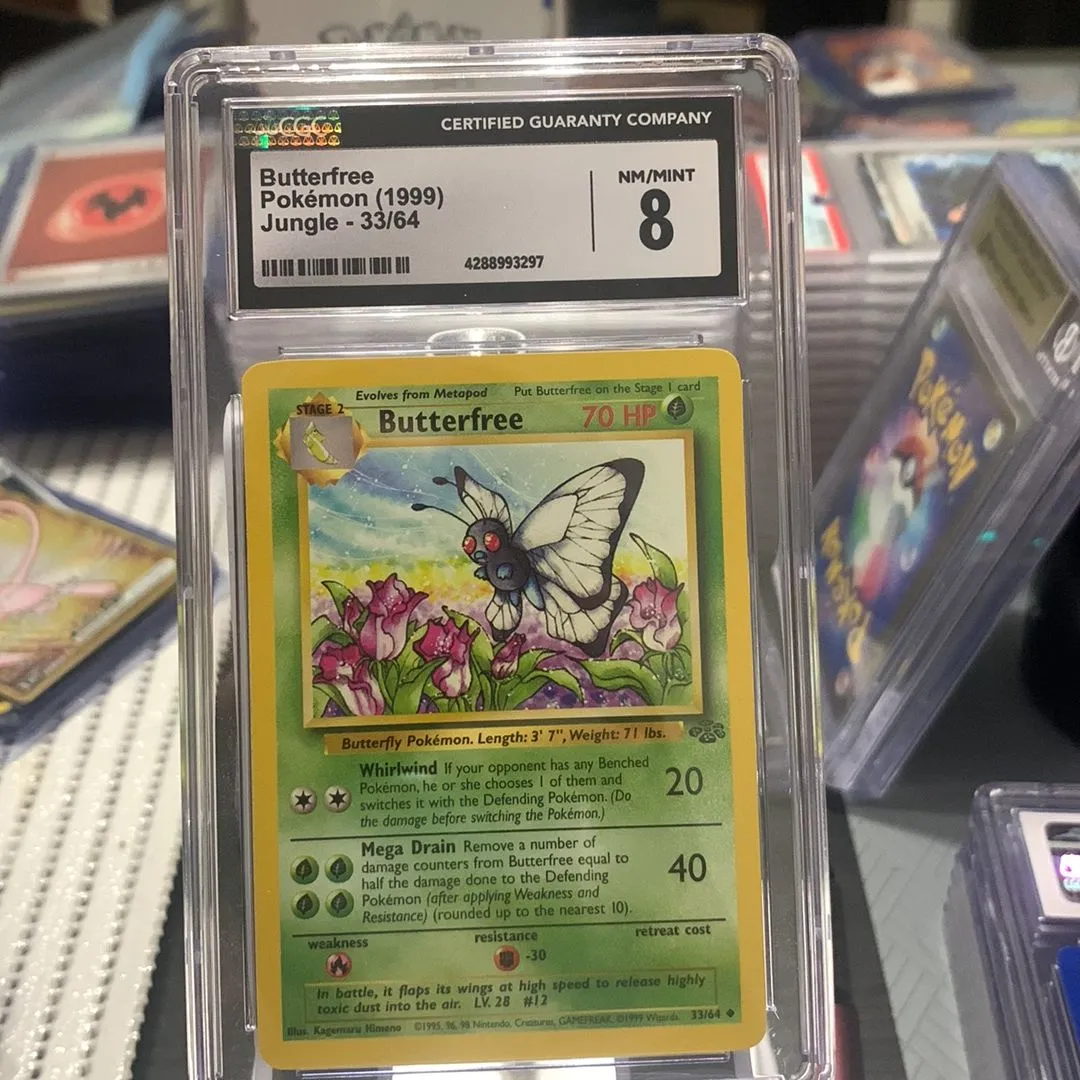 CGC
CERTIFIED GUARANTY COMPANY
Butterfree
Pokémon (1999)
Jungle - 33/64
NM/MINT
8
4288993297
Evolves from Metapod
Put Butterfree on the Stage 1 card
STAGE 2
Butterfree
70 HP
Butterfly Pokémon. Length: 3' 7", Weight: 71 lbs.
Whirlwind If your opponent has any Benched
Pokémon, he or she chooses 1 of them and
switches it with the Defending Pokémon. (Do
the damage before switching the Pokémon.)
20
Mega Drain Remove a number of
damage counters from Butterfree equal to
half the damage done to the Defending
Pokémon (after applying Weakness and
Resistance) (rounded up to the nearest 10).
40
weakness
resistance
retreat cost
-30
In battle, it flaps its wings at high speed to release highly
toxic dust into the air. LV. 28 #12
Illus. Kagemaru Himeno
©1995, 96, 98 Nintendo, Creatures, GAMEFREAK. ©1999 Wizards.
33/64
POKéMON